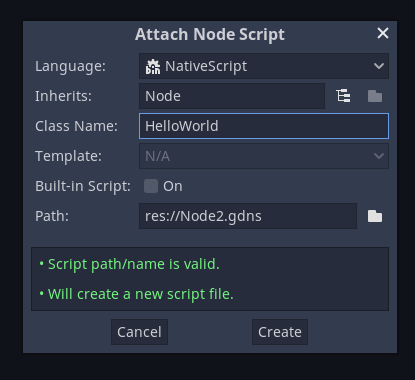 Attach Node Script
Language: NativeScript
Inherits: Node
Class Name: HelloWorld
Template: N/A
Built-in Script: On
Path: res://Node2.gdns
• Script path/name is valid.
• Will create a new script file.
Cancel Create